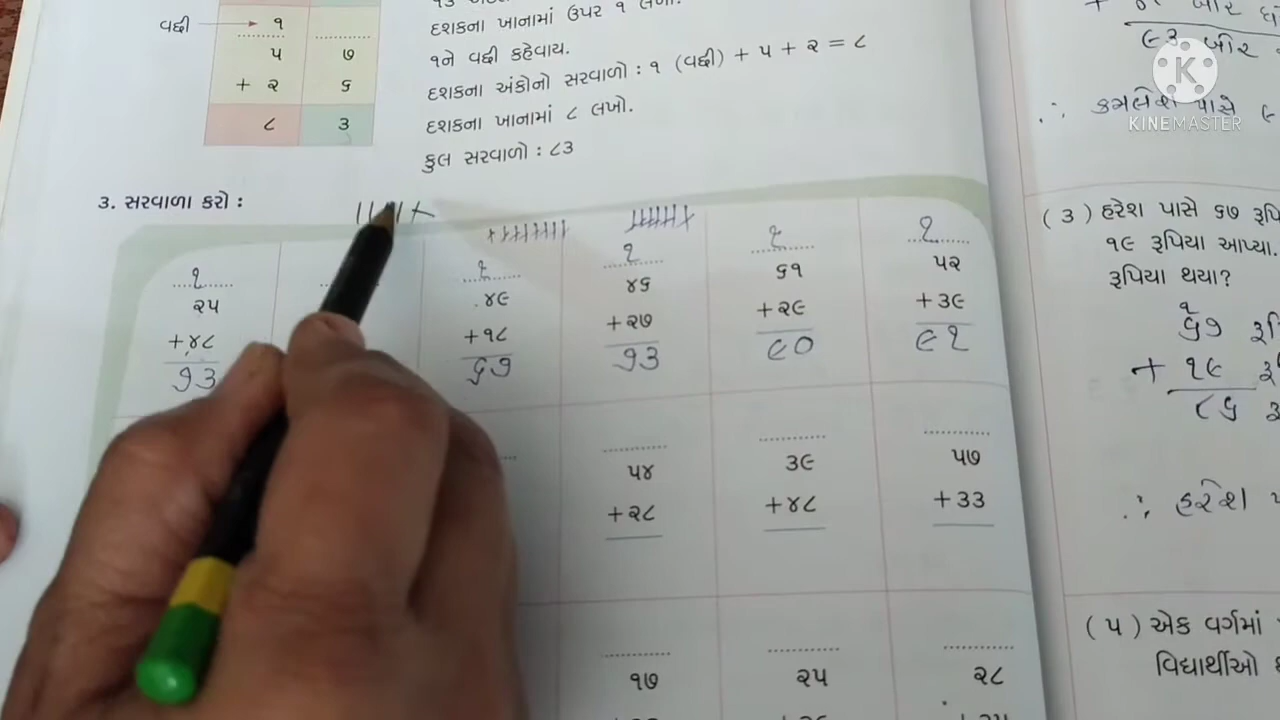 વદ્દી
૧
૫ ૭
+ ૨ ૬
૮ ૩
દશકના ખાનામાં ઉપર ૧ લખો.
૧ને વદ્દી કહેવાય.
દશકના અંકોનો સરવાળો : ૧ (વદ્દી) + ૫ + ૨ = ૮
દશકના ખાનામાં ૮ લખો.
કુલ સરવાળો : ૮૩
૩. સરવાળા કરો :
૧ ૧ ૧ ૧ ૧
૨૫ ૪૯ ૪૬ ૬૧ ૫૨
+૪૮ +૧૮ +૨૭ +૨૯ +૩૯
૭૩ ૬૭ ૭૩ ૯૦ ૯૧
૫૪ ૩૯ ૫૭
+૨૮ +૪૮ +૩૩
૧૭ ૨૫ ૨૮
૯૩ બોર
∴ કમલેશ પાસે ૯
(૩) હરેશ પાસે ૬૭ રૂપિ
૧૯ રૂપિયા આપ્યા.
રૂપિયા થયા?
૧
૬૭ રૂ
+ ૧૯ રૂ
૮૬ રૂ
∴ હરેશ પ
(૫) એક વર્ગમાં
વિદ્યાર્થીઓ
KINEMASTER